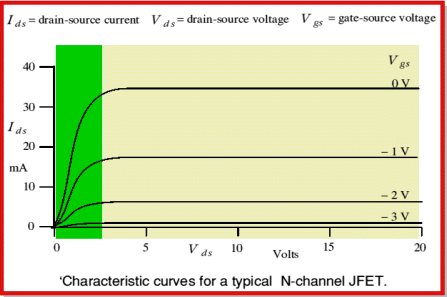 I ds = drain-source current V ds = drain-source voltage V gs = gate-source voltage
V gs
40
0 V
30
I ds
20
– 1 V
mA
10
– 2 V
– 3 V
0
0 5 V ds 10 Volts 15 20
‘Characteristic curves for a typical N-channel JFET.